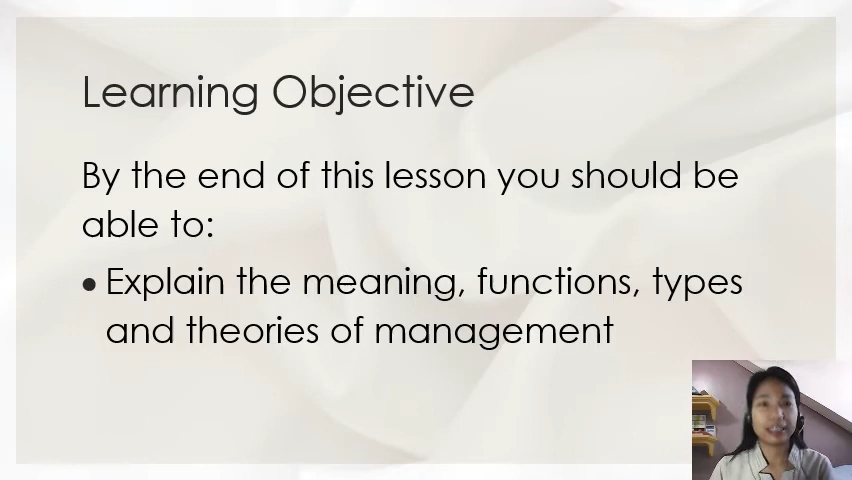 Learning Objective
By the end of this lesson you should be
able to:
• Explain the meaning, functions, types
and theories of management